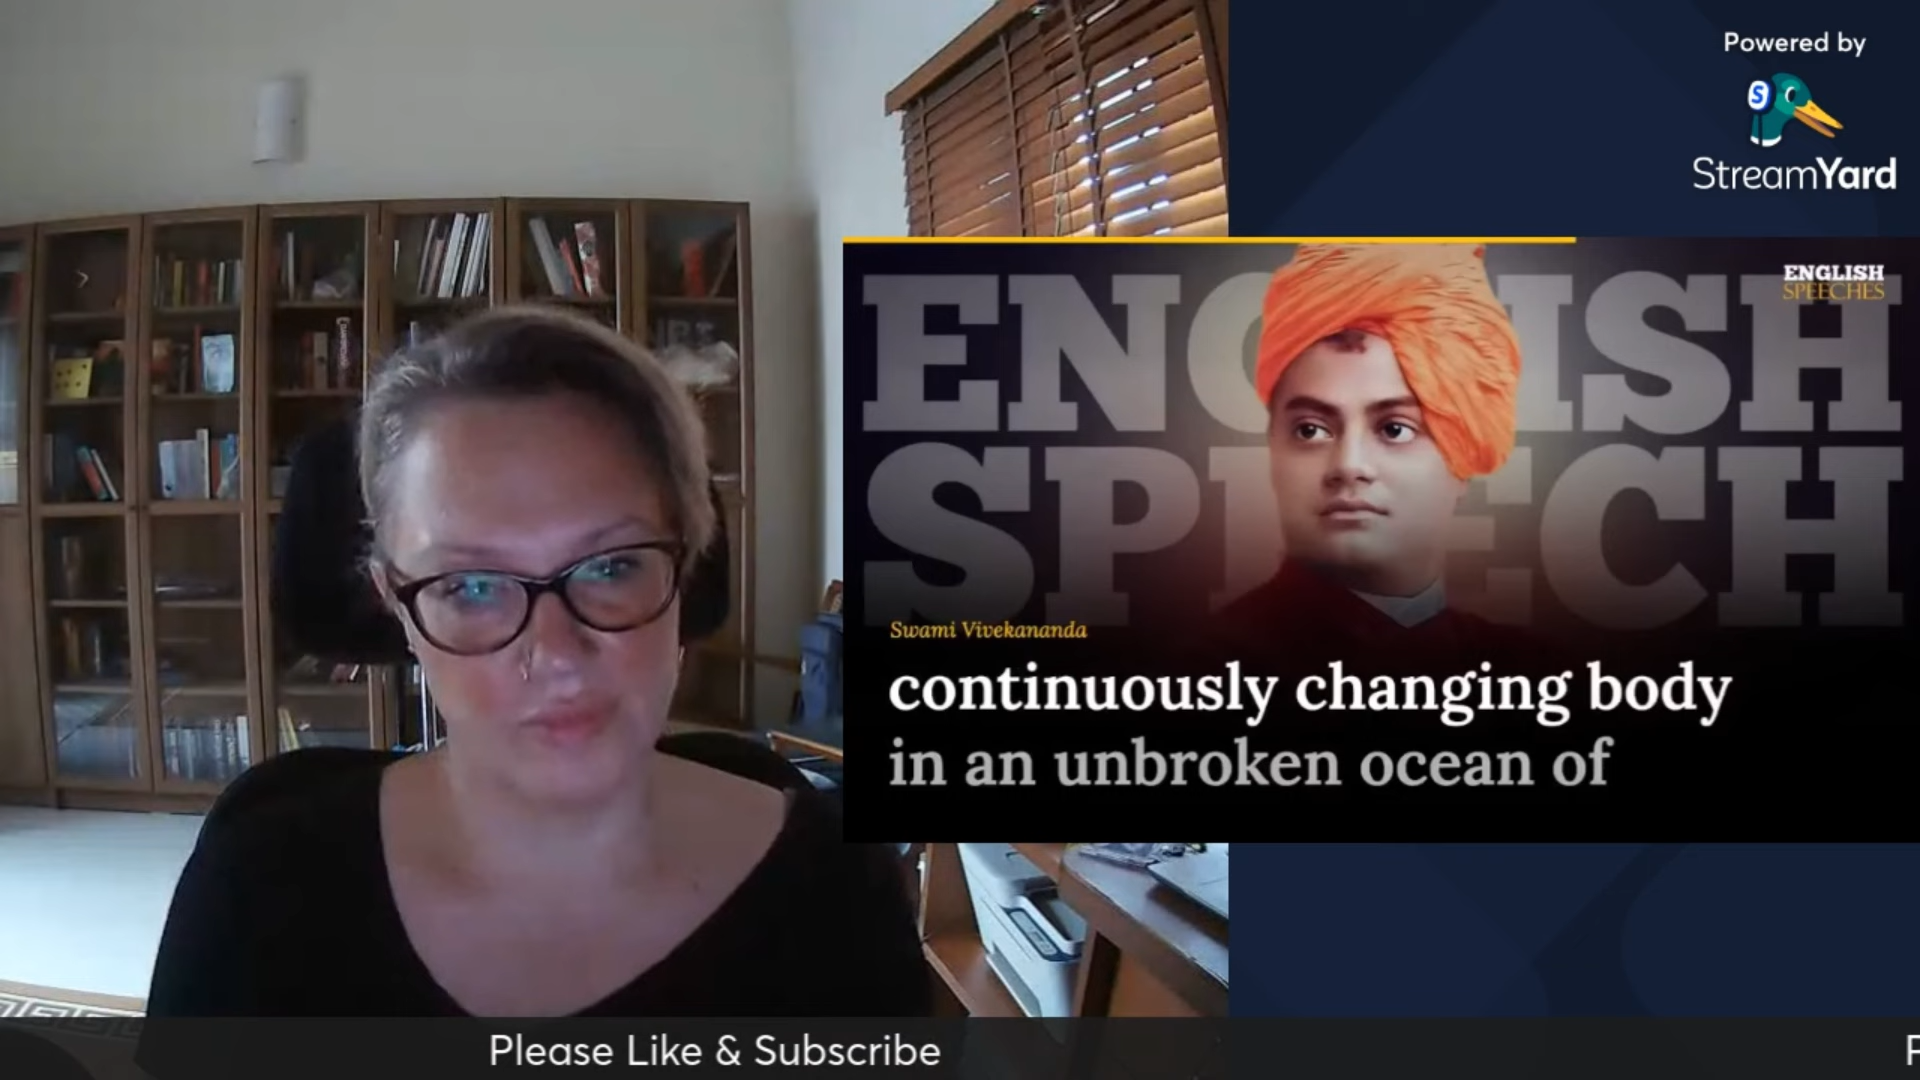 Powered by
S
StreamYard
ENGLISH
SPEECHES
ENGLISH
SPEECH
Swami Vivekananda
continuously changing body
in an unbroken ocean of
Please Like & Subscribe